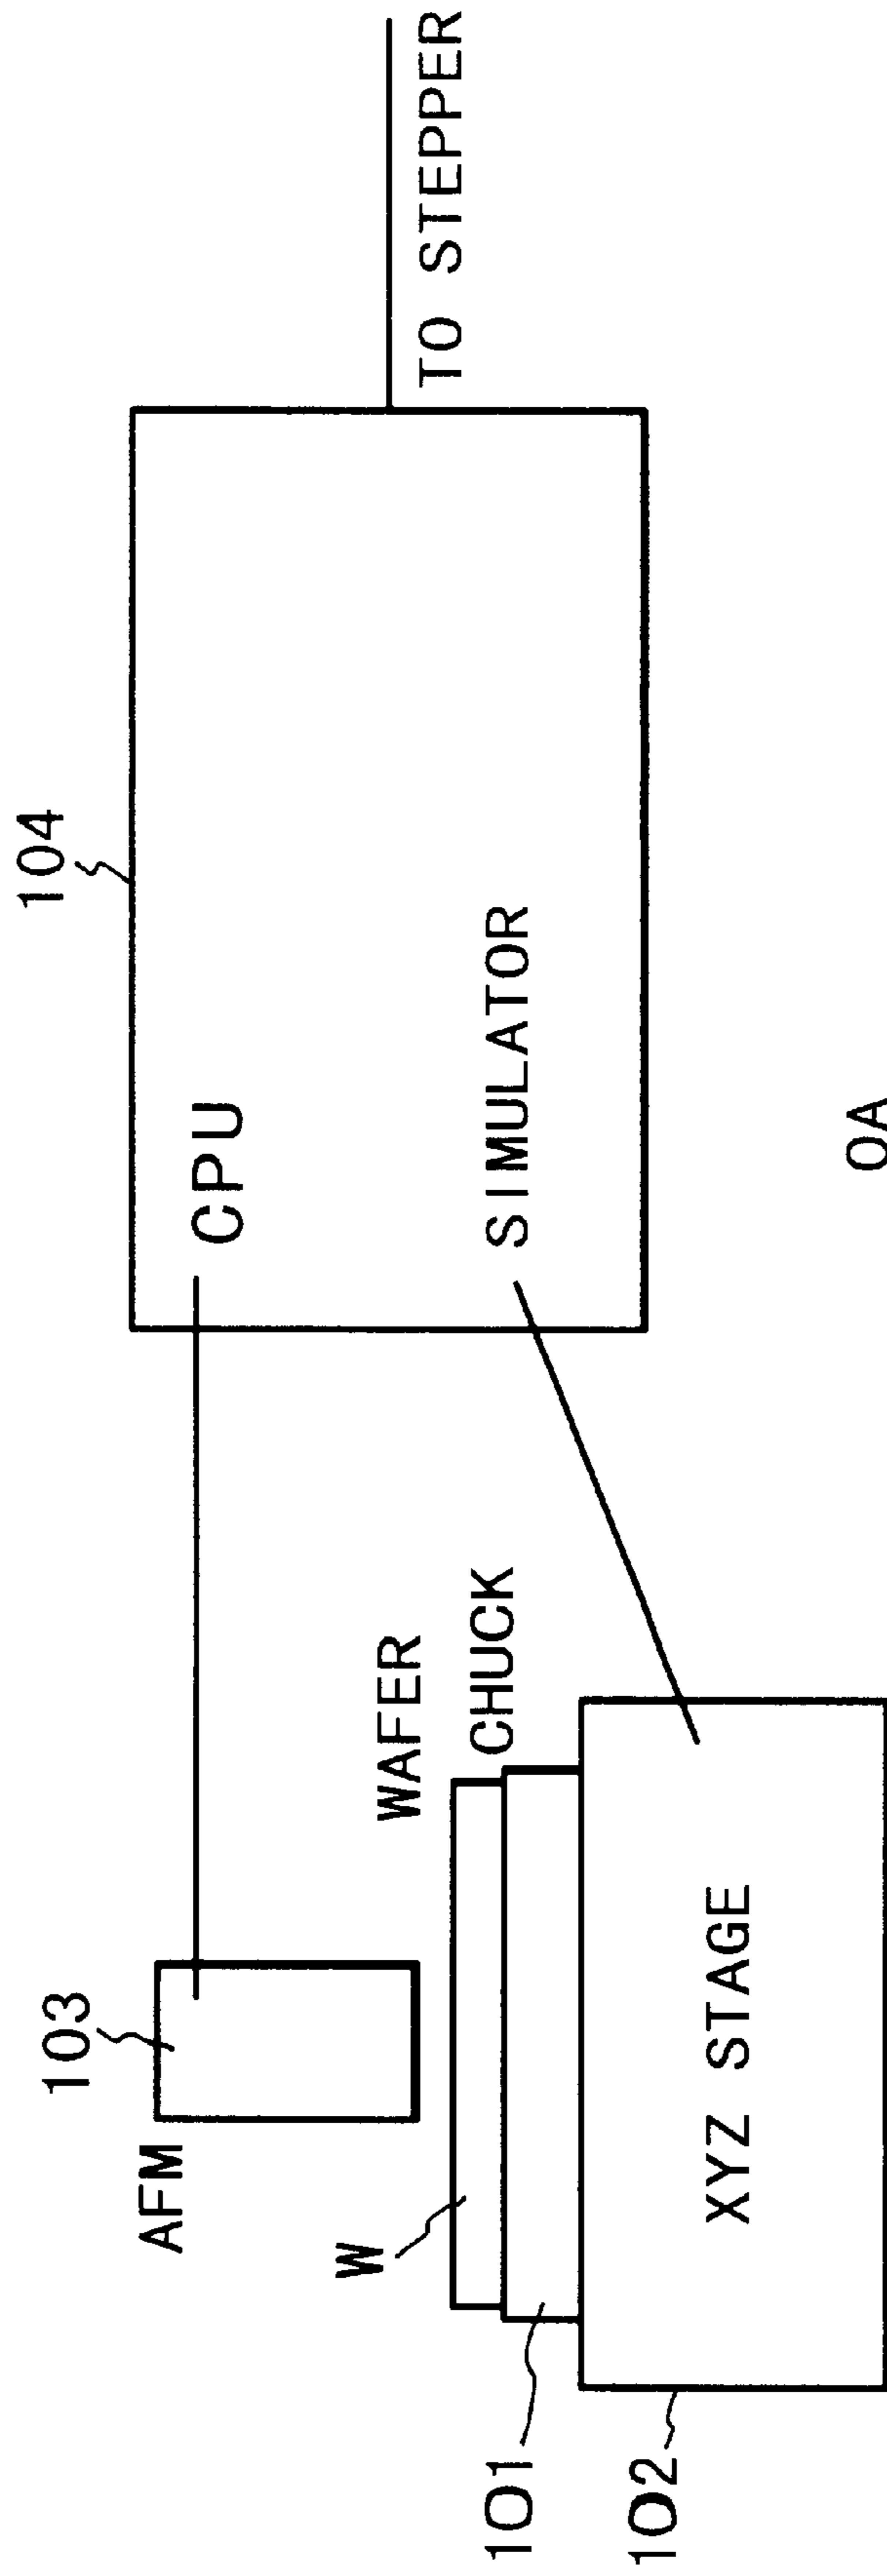 104
CPU
SIMULATOR
TO STEPPER
103
AFM
WAFER
CHUCK
W
XYZ STAGE
101
102
OA